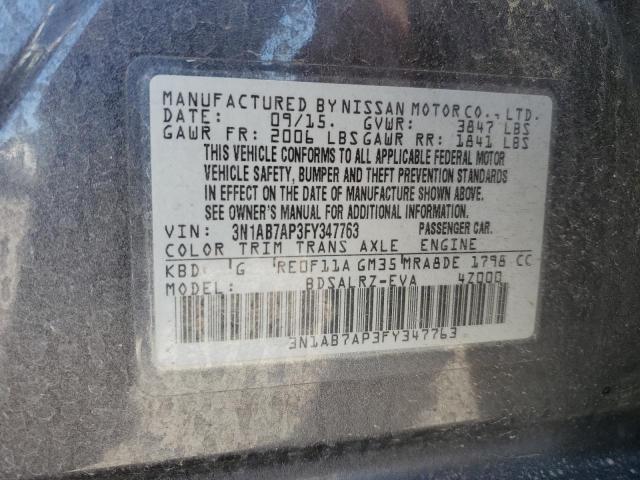 MANUFACTURED BY NISSAN MOTOR CO., LTD.
DATE: 09/15. GVWR: 3847 LBS
GAWR FR: 2006 LBS GAWR RR: 1841 LBS
THIS VEHICLE CONFORMS TO ALL APPLICABLE FEDERAL MOTOR
VEHICLE SAFETY, BUMPER, AND THEFT PREVENTION STANDARDS
IN EFFECT ON THE DATE OF MANUFACTURE SHOWN ABOVE.
SEE OWNER'S MANUAL FOR ADDITIONAL INFORMATION.
VIN: 3N1AB7AP3FY347763 PASSENGER CAR.
COLOR TRIM TRANS AXLE ENGINE
KBD G RE0F11A GM35 MRA8DE 1798 CC
MODEL: BDSALRZ-EVA 4Z000
3N1AB7AP3FY347763